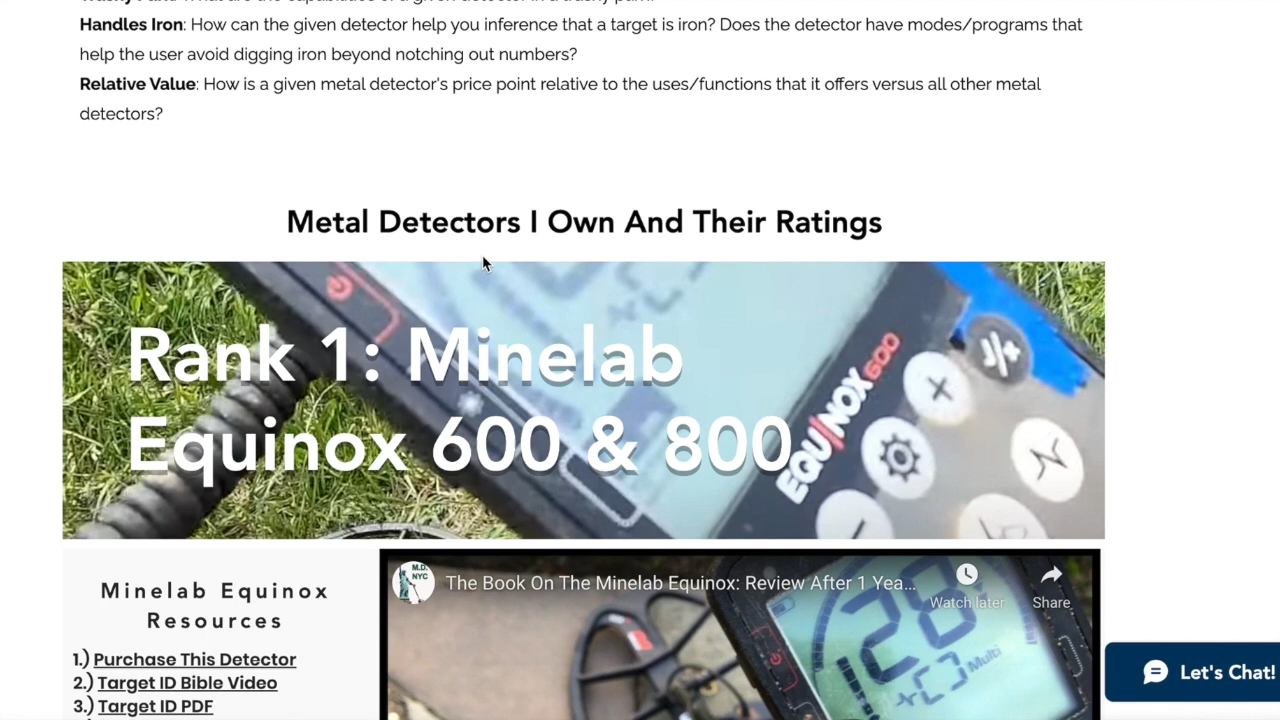 Handles Iron: How can the given detector help you inference that a target is iron? Does the detector have modes/programs that
help the user avoid digging iron beyond notching out numbers?
Relative Value: How is a given metal detector's price point relative to the uses/functions that it offers versus all other metal
detectors?
Metal Detectors I Own And Their Ratings
Rank 1: Minelab
Equinox 600 & 800
EQUINOX 600
Minelab Equinox
Resources
1.) Purchase This Detector
2.) Target ID Bible Video
3.) Target ID PDF
M.D.
NYC
The Book On The Minelab Equinox: Review After 1 Yea...
Watch later
Share
28
Multi
Let's Chat!